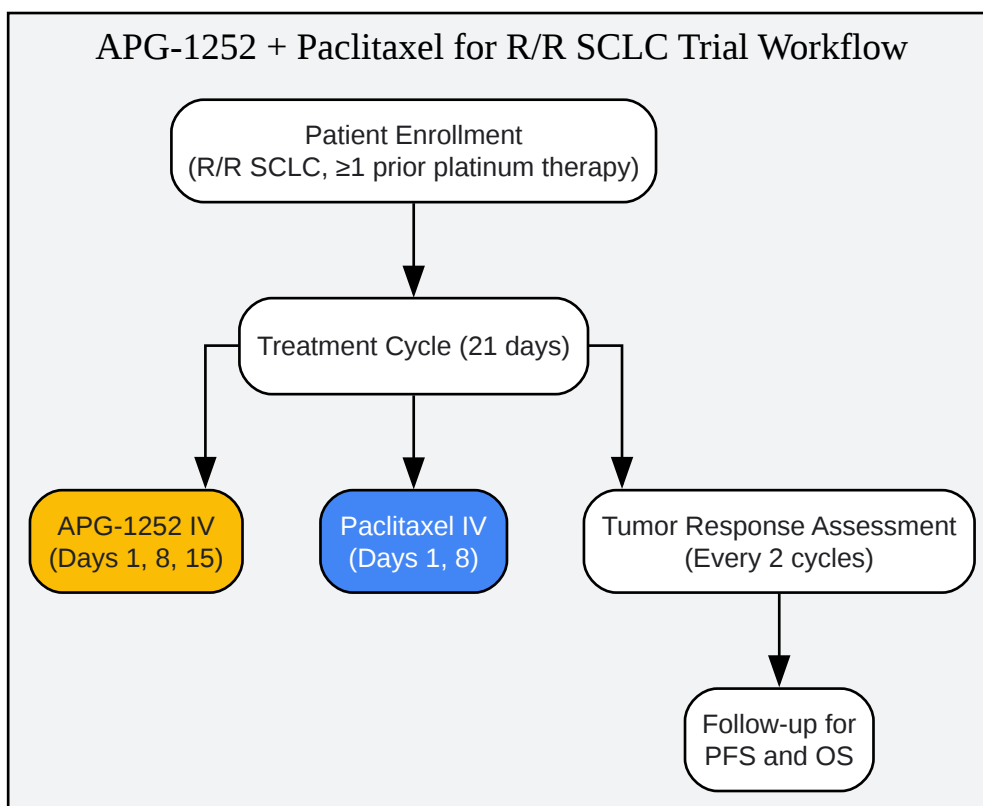 APG-1252 + Paclitaxel for R/R SCLC Trial Workflow
Patient Enrollment
(R/R SCLC, ≥1 prior platinum therapy)
Treatment Cycle (21 days)
APG-1252 IV
(Days 1, 8, 15)
Paclitaxel IV
(Days 1, 8)
Tumor Response Assessment
(Every 2 cycles)
Follow-up for
PFS and OS